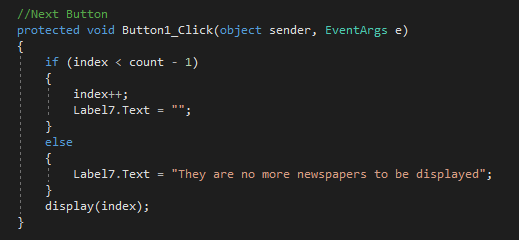 //Next Button
protected void Button1_Click(object sender, EventArgs e)
{
    if (index < count - 1)
    {
        index++;
        Label7.Text = "";
    }
    else
    {
        Label7.Text = "They are no more newspapers to be displayed";
    }
    display(index);
}